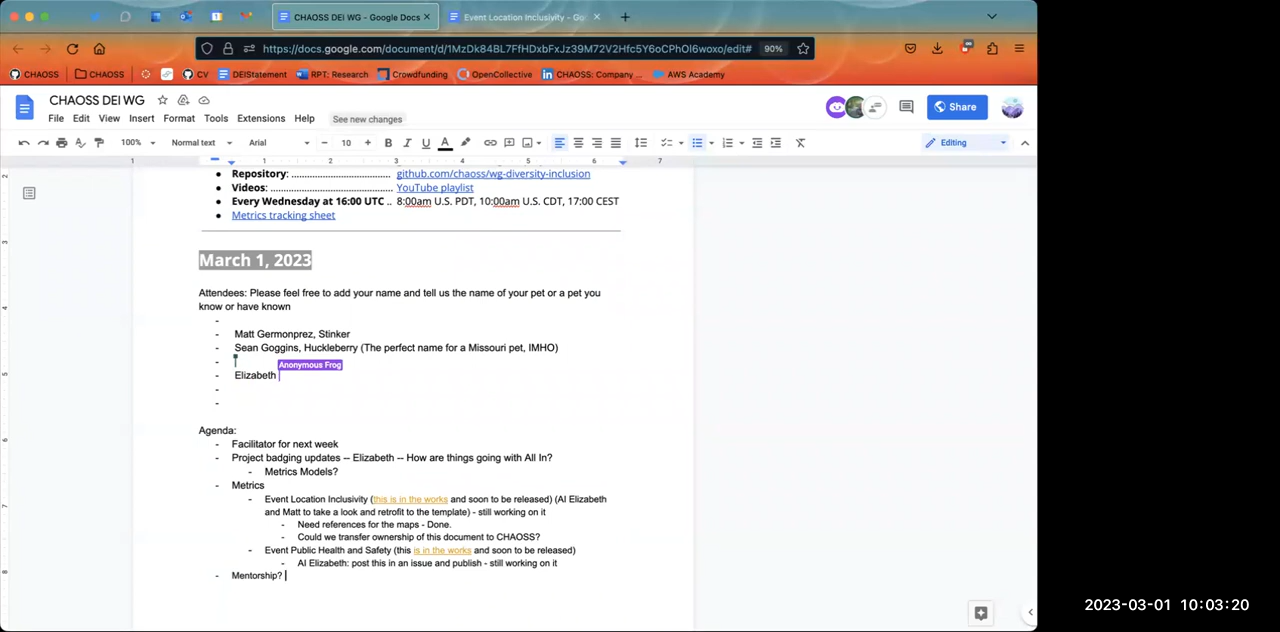 CHAOSS DEI WG - Google Docs
Event Location Inclusivity - Go
https://docs.google.com/document/d/1MzDk84BL7FfHDxbFxJz39M72V2Hfc5Y6oCPhOI6woxo/edit#
90%
CHAOSS
CHAOSS
CV
DEIStatement
RPT: Research
Crowdfunding
OpenCollective
CHAOSS: Company ...
AWS Academy
CHAOSS DEI WG
File Edit View Insert Format Tools Extensions Help
See new changes
Share
100%
Normal text
Arial
10
Editing
Repository: .................................... github.com/chaoss/wg-diversity-inclusion
Videos: ............................................ YouTube playlist
Every Wednesday at 16:00 UTC .. 8:00am U.S. PDT, 10:00am U.S. CDT, 17:00 CEST
Metrics tracking sheet
March 1, 2023
Attendees: Please feel free to add your name and tell us the name of your pet or a pet you
know or have known
-
- Matt Germonprez, Stinker
- Sean Goggins, Huckleberry (The perfect name for a Missouri pet, IMHO)
-
Anonymous Frog
- Elizabeth
-
-
Agenda:
- Facilitator for next week
- Project badging updates -- Elizabeth -- How are things going with All In?
- Metrics Models?
- Metrics
- Event Location Inclusivity (this is in the works and soon to be released) (AI Elizabeth
and Matt to take a look and retrofit to the template) - still working on it
- Need references for the maps - Done.
- Could we transfer ownership of this document to CHAOSS?
- Event Public Health and Safety (this is in the works and soon to be released)
- AI Elizabeth: post this in an issue and publish - still working on it
- Mentorship?
2023-03-01 10:03:20